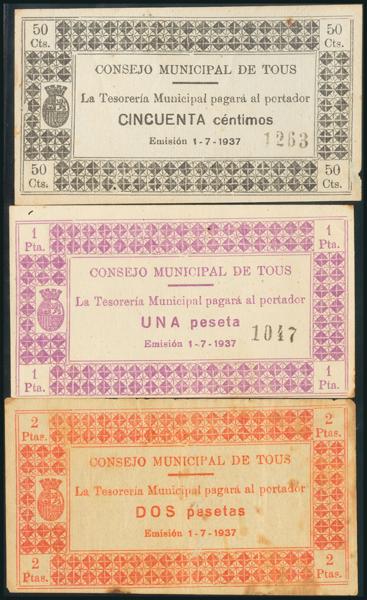 50 Cts.
50 Cts.
CONSEJO MUNICIPAL DE TOUS
La Tesorería Municipal pagará al portador
CINCUENTA céntimos
Emisión 1-7-1937
1263
50 Cts.
50 Cts.
1 Pta.
1 Pta.
CONSEJO MUNICIPAL DE TOUS
La Tesorería Municipal pagará al portador
UNA peseta
Emisión 1-7-1937
1047
1 Pta.
1 Pta.
2 Ptas.
2 Ptas.
CONSEJO MUNICIPAL DE TOUS
La Tesorería Municipal pagará al portador
DOS pesetas
Emisión 1-7-1937
2 Ptas.
2 Ptas.